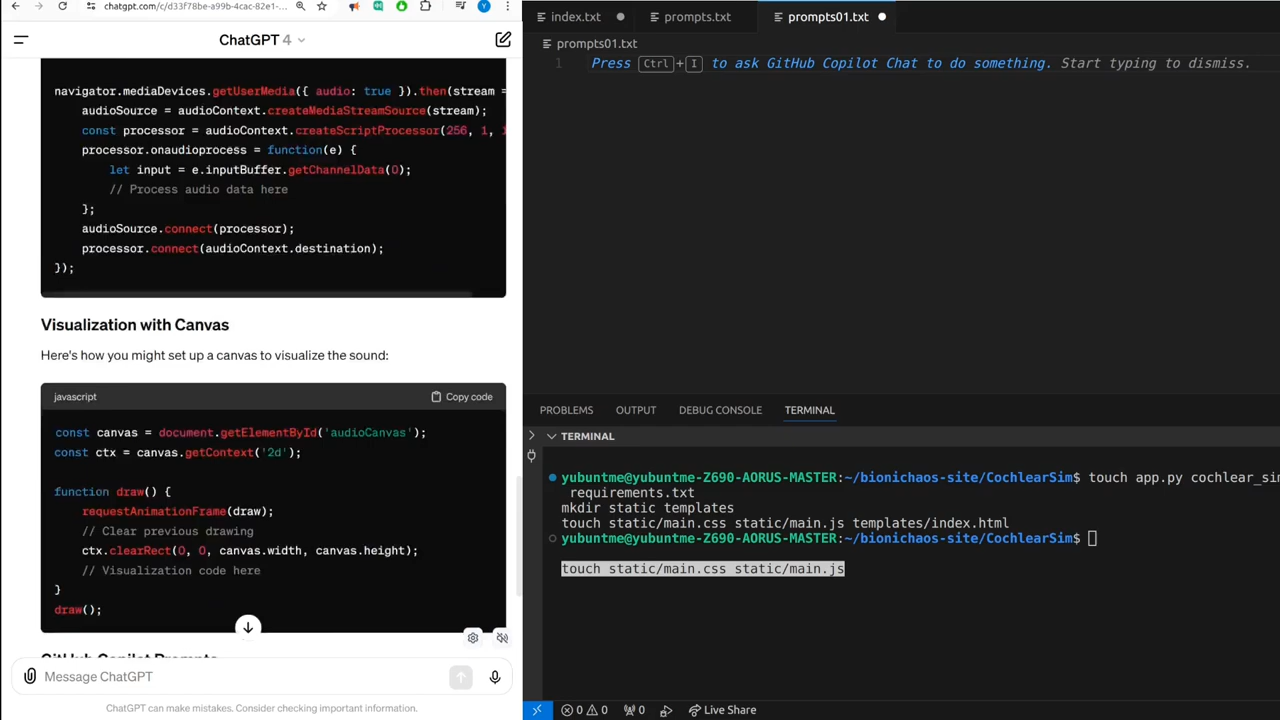 chatgpt.com/c/d33f78be-a99b-4cac-82e1-...
ChatGPT 4
navigator.mediaDevices.getUserMedia({ audio: true }).then(stream =
audioSource = audioContext.createMediaStreamSource(stream);
const processor = audioContext.createScriptProcessor(256, 1, 1
processor.onaudioprocess = function(e) {
let input = e.inputBuffer.getChannelData(0);
// Process audio data here
};
audioSource.connect(processor);
processor.connect(audioContext.destination);
});
Visualization with Canvas
Here's how you might set up a canvas to visualize the sound:
javascript
Copy code
const canvas = document.getElementById('audioCanvas');
const ctx = canvas.getContext('2d');
function draw() {
requestAnimationFrame(draw);
// Clear previous drawing
ctx.clearRect(0, 0, canvas.width, canvas.height);
// Visualization code here
}
draw();
GitHub Copilot Prompts
Message ChatGPT
ChatGPT can make mistakes. Consider checking important information.
index.txt
prompts.txt
prompts01.txt
prompts01.txt
1 Press Ctrl+I to ask GitHub Copilot Chat to do something. Start typing to dismiss.
PROBLEMS OUTPUT DEBUG CONSOLE TERMINAL
TERMINAL
yubuntme@yubuntme-Z690-AORUS-MASTER:~/bionichaos-site/CochlearSim$ touch app.py cochlear_sim
requirements.txt
mkdir static templates
touch static/main.css static/main.js templates/index.html
yubuntme@yubuntme-Z690-AORUS-MASTER:~/bionichaos-site/CochlearSim$
touch static/main.css static/main.js
0 0 0 Live Share